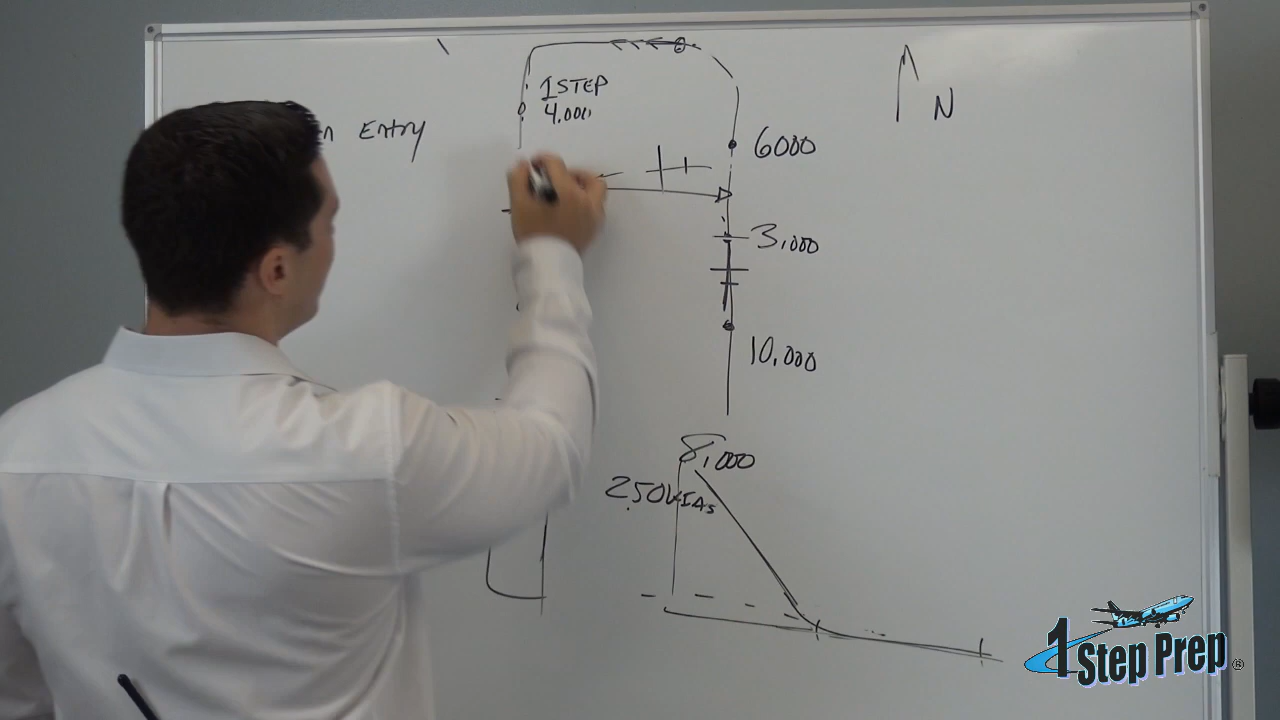 1STEP
4,000
N
Entry
6000
3,000
10,000
8,000
250KIAs
1 Step Prep ®